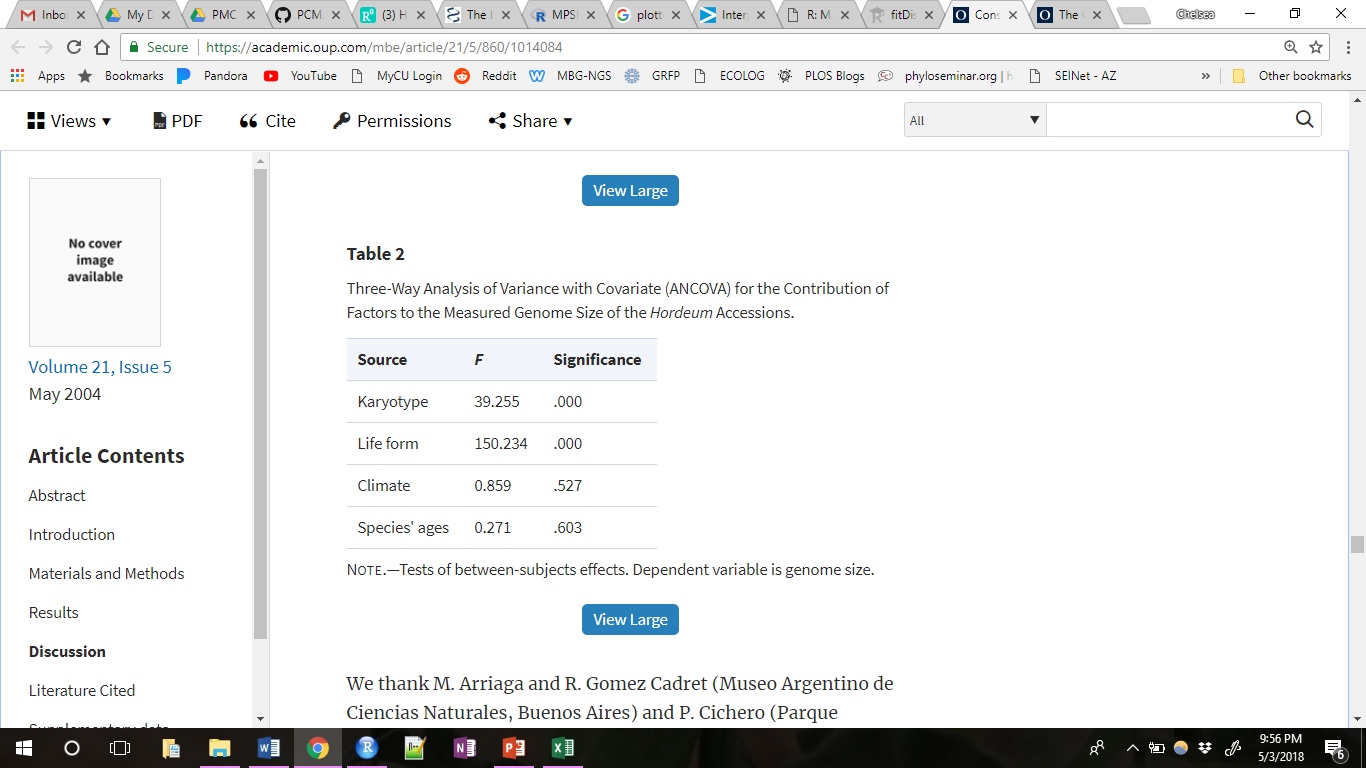 Inbo
My D
PMC
PCM
(3) H
The
MPS
plott
Inter
R: M
fitDis
Cons
The
Chelsea
Secure https://academic.oup.com/mbe/article/21/5/860/1014084
Apps Bookmarks Pandora YouTube MyCU Login Reddit MBG-NGS GRFP ECOLOG PLOS Blogs phyloseminar.org | h SEINet - AZ » Other bookmarks
Views PDF Cite Permissions Share All
No cover
image
available
Volume 21, Issue 5
May 2004
Article Contents
Abstract
Introduction
Materials and Methods
Results
Discussion
Literature Cited
Supplementary data
View Large
Table 2
Three-Way Analysis of Variance with Covariate (ANCOVA) for the Contribution of
Factors to the Measured Genome Size of the Hordeum Accessions.
Source F Significance
Karyotype 39.255 .000
Life form 150.234 .000
Climate 0.859 .527
Species' ages 0.271 .603
NOTE.—Tests of between-subjects effects. Dependent variable is genome size.
View Large
We thank M. Arriaga and R. Gomez Cadret (Museo Argentino de
Ciencias Naturales, Buenos Aires) and P. Cichero (Parque
9:56 PM
5/3/2018
6